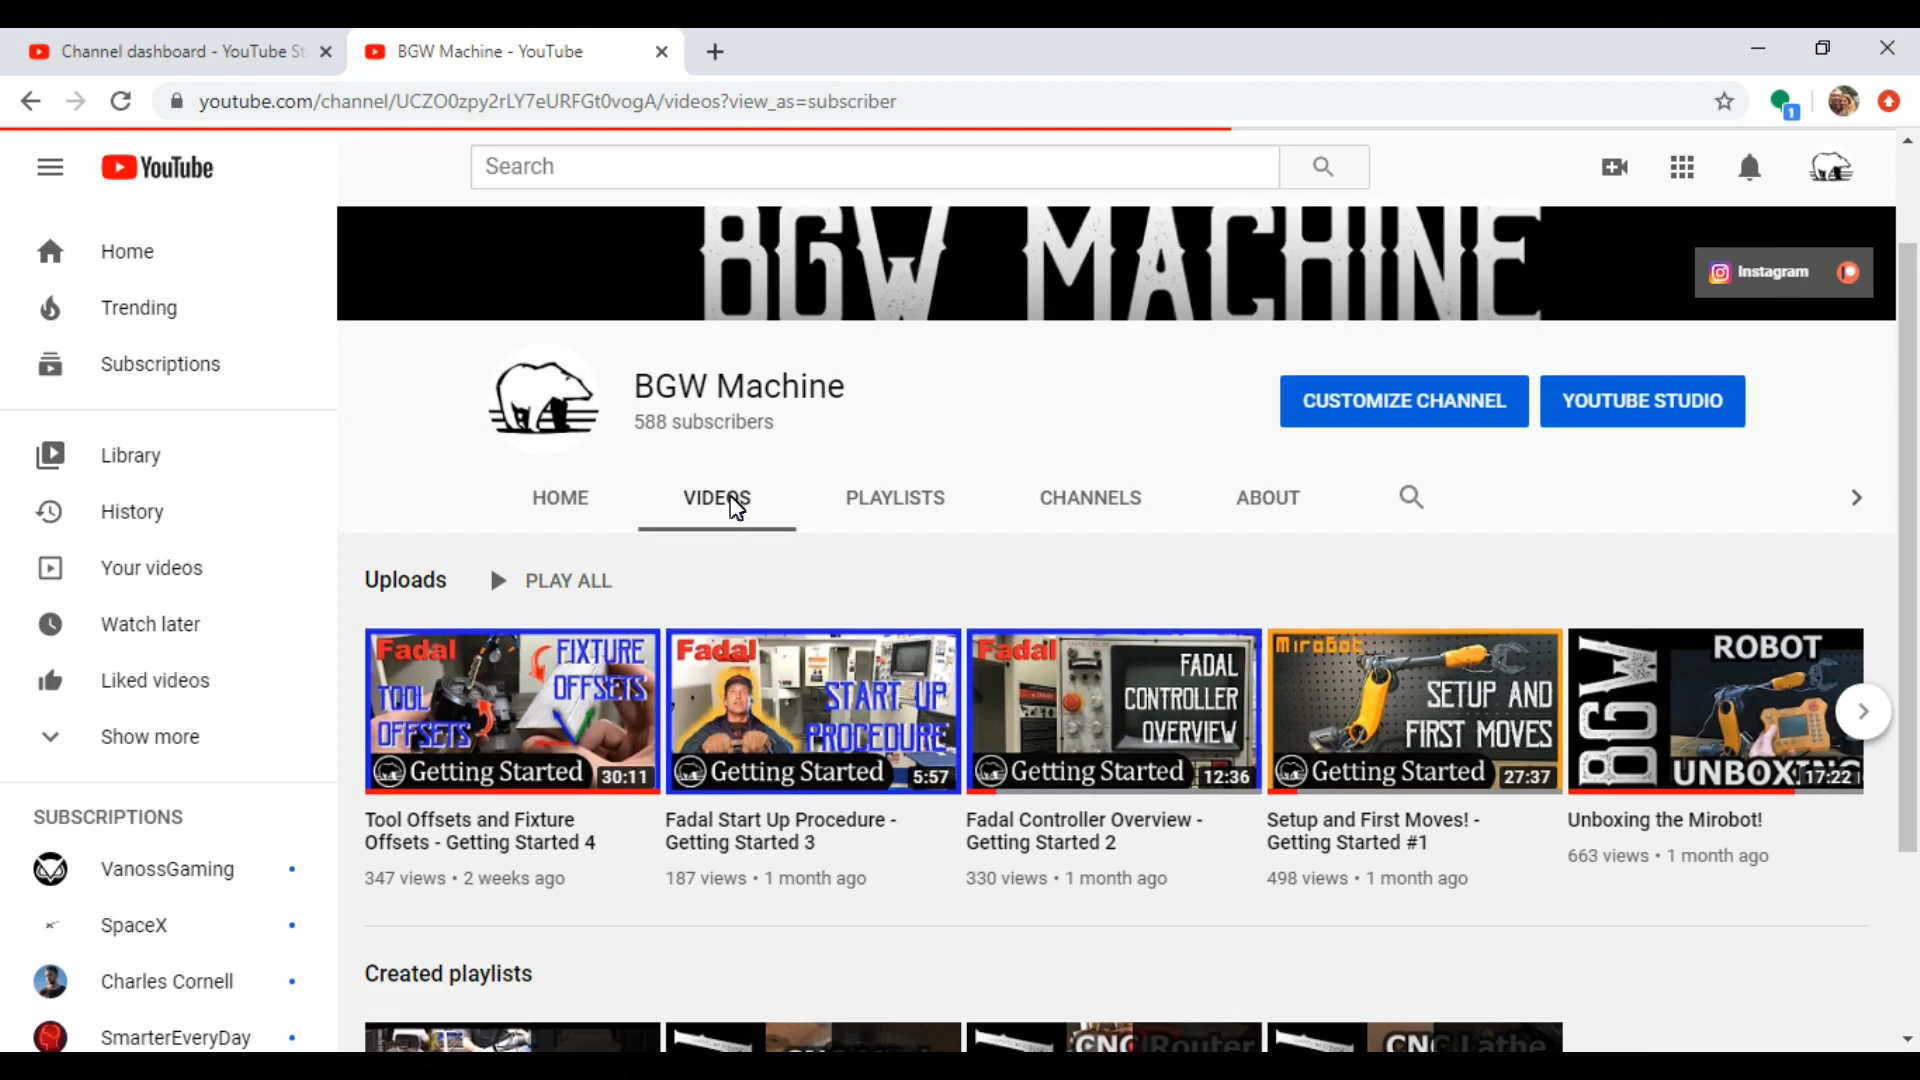 Channel dashboard - YouTube St
BGW Machine - YouTube
youtube.com/channel/UCZO0zpy2rLY7eURFGt0vogA/videos?view_as=subscriber
1
YouTube
Search
Home
Trending
Subscriptions
Library
History
Your videos
Watch later
Liked videos
Show more
SUBSCRIPTIONS
VanossGaming
SpaceX
Charles Cornell
SmarterEveryDay
BGW MACHINE
Instagram
BGW Machine
588 subscribers
CUSTOMIZE CHANNEL
YOUTUBE STUDIO
HOME
VIDEOS
PLAYLISTS
CHANNELS
ABOUT
Uploads
PLAY ALL
Fadal
TOOL
OFFSETS
FIXTURE
OFFSETS
Getting Started
30:11
Tool Offsets and Fixture
Offsets - Getting Started 4
347 views • 2 weeks ago
Fadal
START UP
PROCEDURE
Getting Started
5:57
Fadal Start Up Procedure -
Getting Started 3
187 views • 1 month ago
Fadal
FADAL
CONTROLLER
OVERVIEW
Getting Started
12:36
Fadal Controller Overview -
Getting Started 2
330 views • 1 month ago
Mirobot
SETUP AND
FIRST MOVES
Getting Started
27:37
Setup and First Moves! -
Getting Started #1
498 views • 1 month ago
BGW
ROBOT
UNBOXING
17:22
Unboxing the Mirobot!
663 views • 1 month ago
Created playlists
CNC Router
CNC Lathe